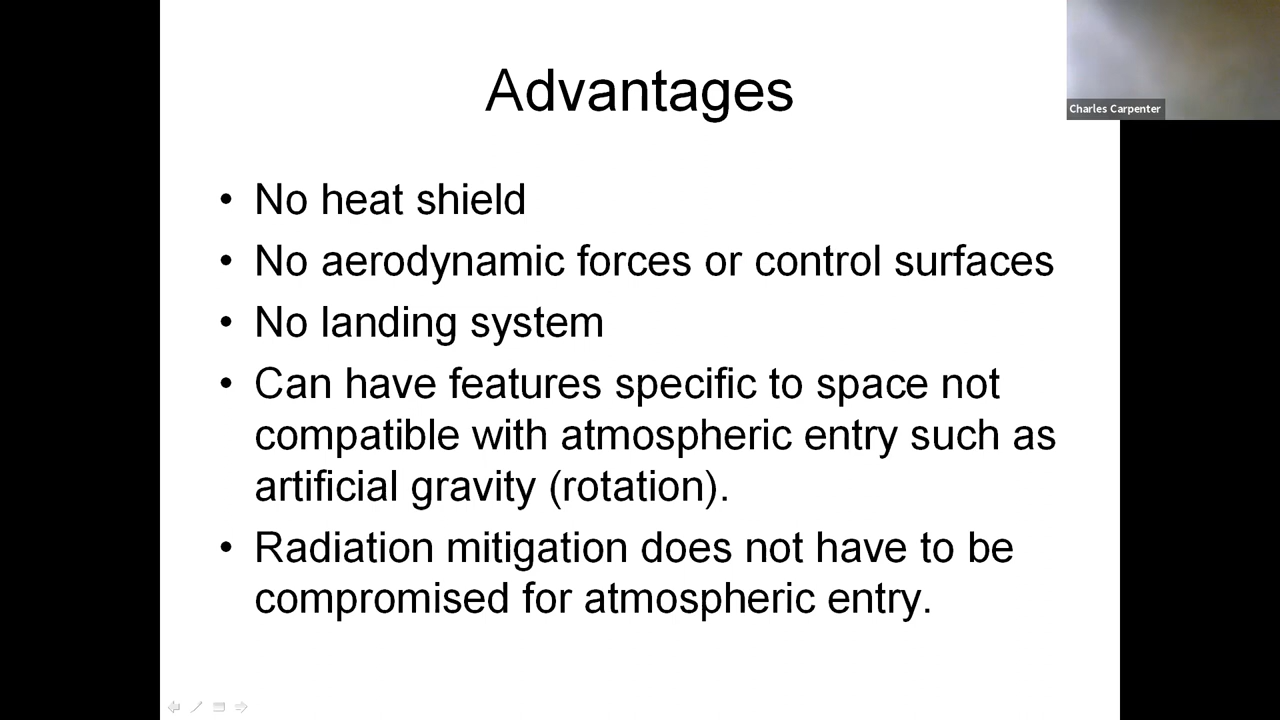 Advantages
Charles Carpenter
• No heat shield
• No aerodynamic forces or control surfaces
• No landing system
• Can have features specific to space not
compatible with atmospheric entry such as
artificial gravity (rotation).
• Radiation mitigation does not have to be
compromised for atmospheric entry.